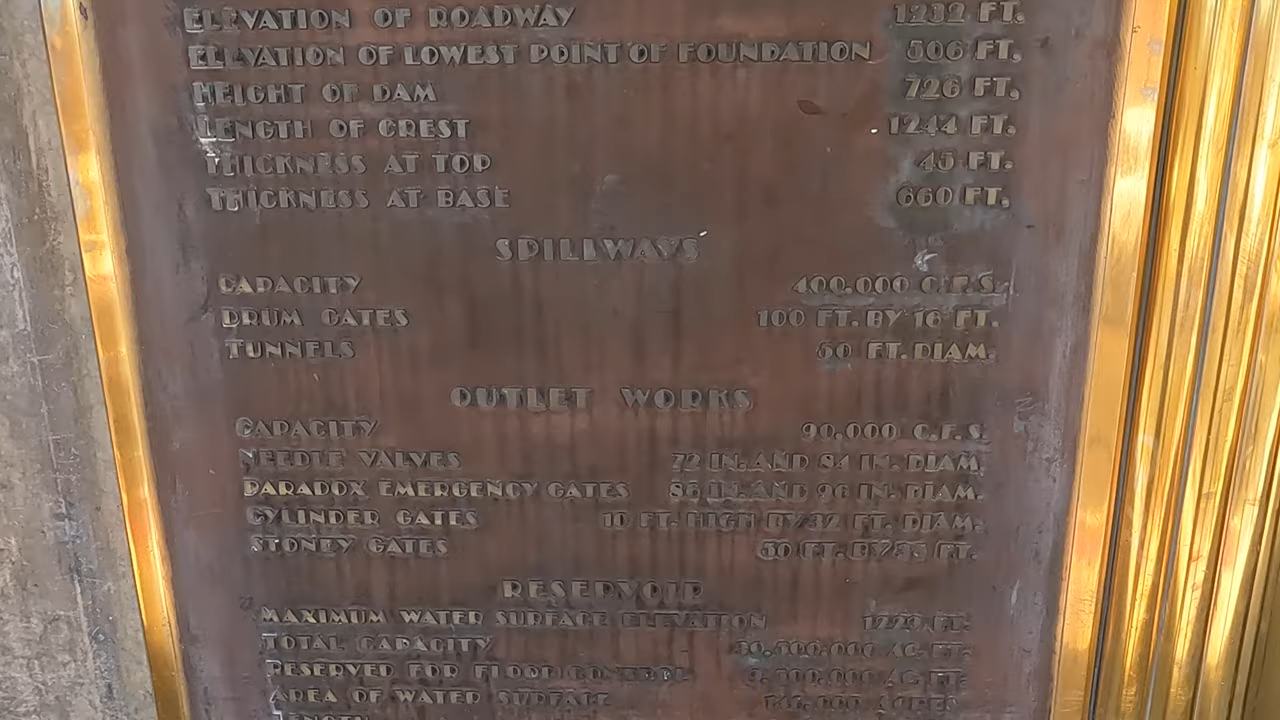 ELEVATION OF ROADWAY 1232 FT.
ELEVATION OF LOWEST POINT OF FOUNDATION 506 FT.
HEIGHT OF DAM 726 FT.
LENGTH OF CREST 1244 FT.
THICKNESS AT TOP 45 FT.
THICKNESS AT BASE 660 FT.
SPILLWAYS
CAPACITY 400,000 C.F.S.
DRUM GATES 100 FT. BY 16 FT.
TUNNELS 50 FT. DIAM.
OUTLET WORKS
CAPACITY 90,000 C.F.S.
NEEDLE VALVES 72 IN. AND 84 IN. DIAM.
PARADOX EMERGENCY GATES 86 IN. AND 96 IN. DIAM.
CYLINDER GATES 10 FT. HIGH BY 32 FT. DIAM.
STONEY GATES 50 FT. BY 35 FT.
RESERVOIR
MAXIMUM WATER SURFACE ELEVATION 1229 FT.
TOTAL CAPACITY 30,500,000 AC. FT.
RESERVED FOR FLOOD CONTROL 9,500,000 AC. FT.
AREA OF WATER SURFACE ACRES
LENGTH